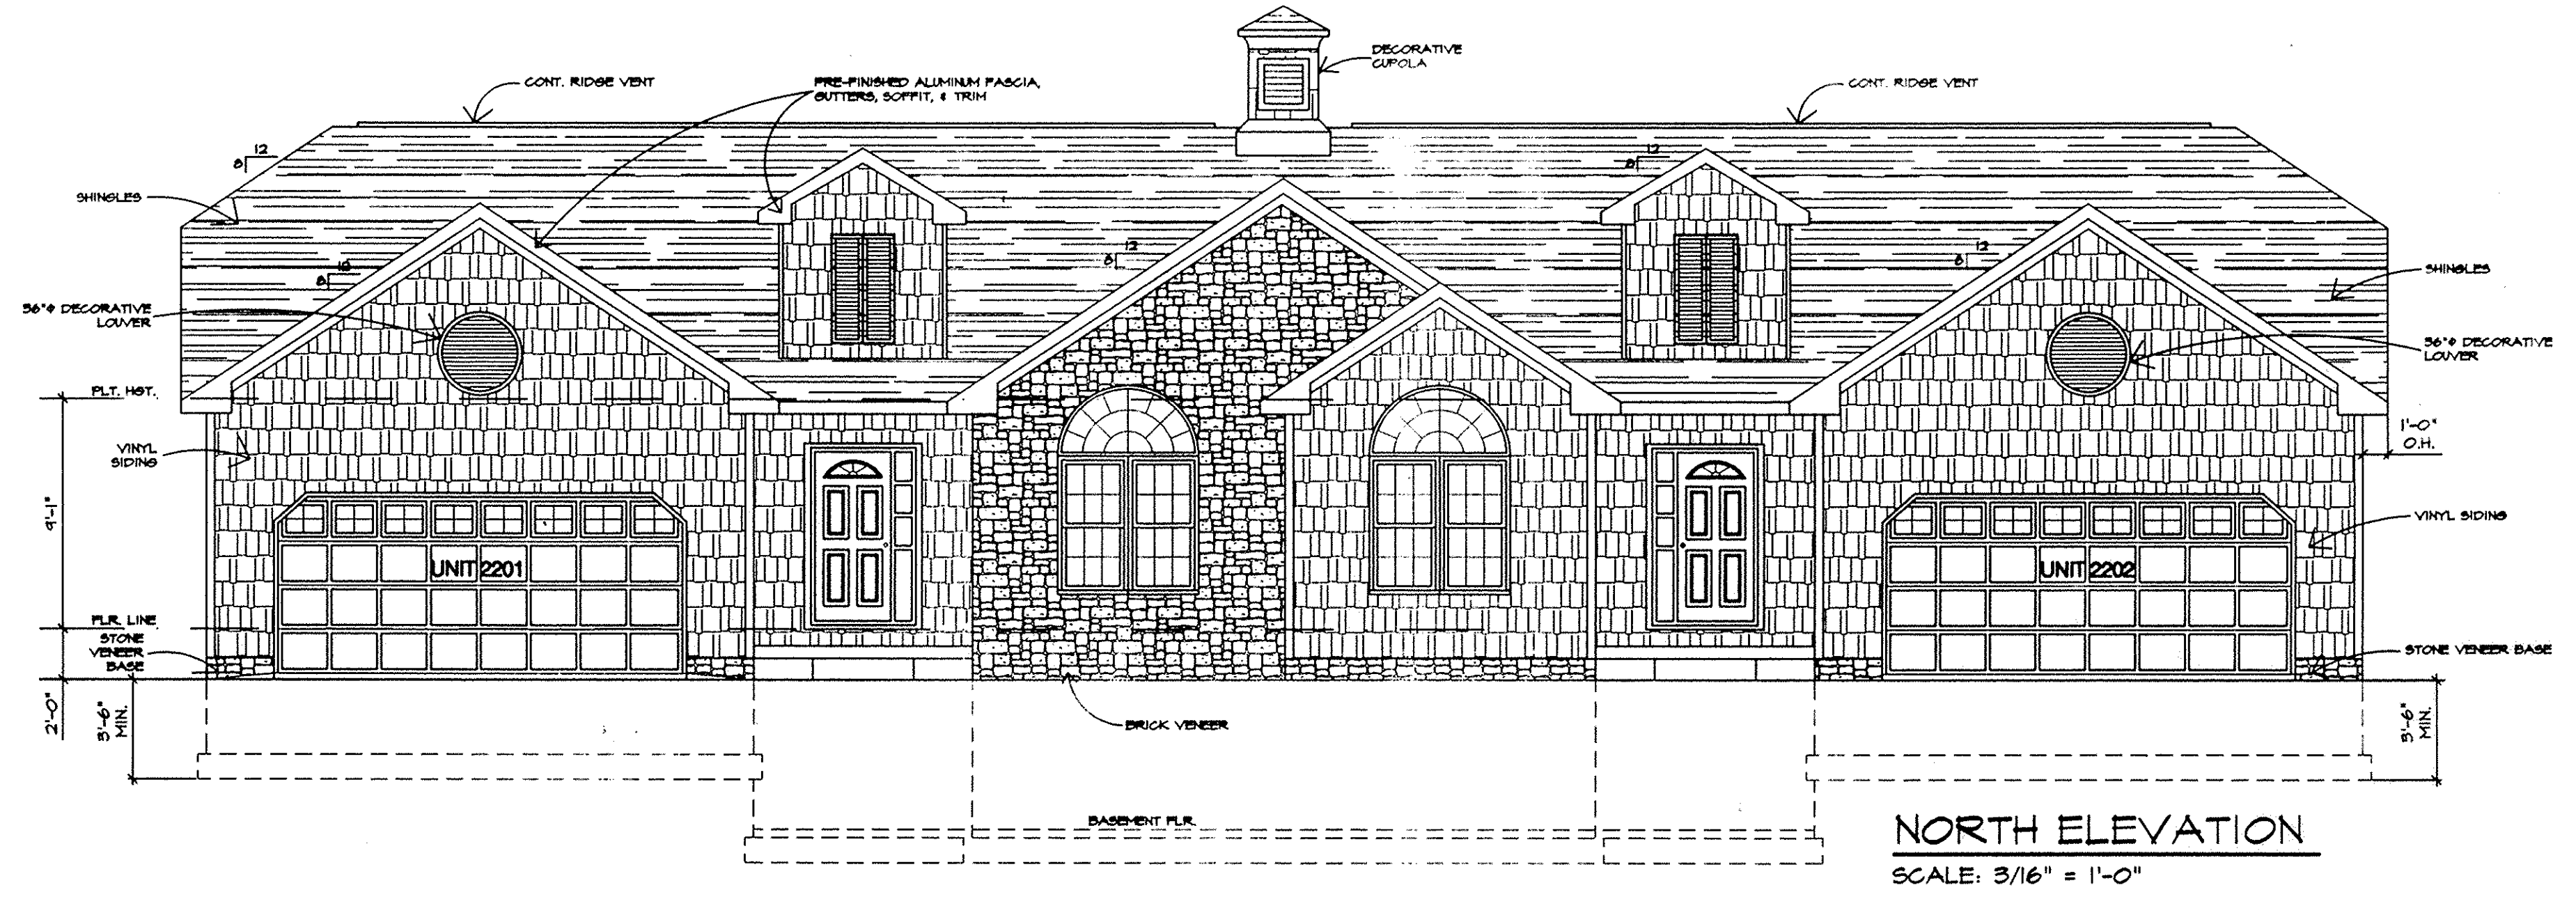 DECORATIVE
CUPOLA
CONT. RIDGE VENT
PRE-FINISHED ALUMINUM FASCIA,
GUTTERS, SOFFIT, & TRIM
CONT. RIDGE VENT
12
8
12
8
SHINGLES
12
8
12
8
12
8
SHINGLES
36"Φ DECORATIVE
LOUVER
36"Φ DECORATIVE
LOUVER
PLT. HGT.
1'-0"
O.H.
VINYL
SIDING
9'-1"
VINYL SIDING
UNIT 2201
UNIT 2202
FLR. LINE
STONE
VENEER
BASE
STONE VENEER BASE
2'-0"
3'-6"
MIN.
BRICK VENEER
3'-6"
MIN.
BASEMENT FLR.
NORTH ELEVATION
SCALE: 3/16" = 1'-0"